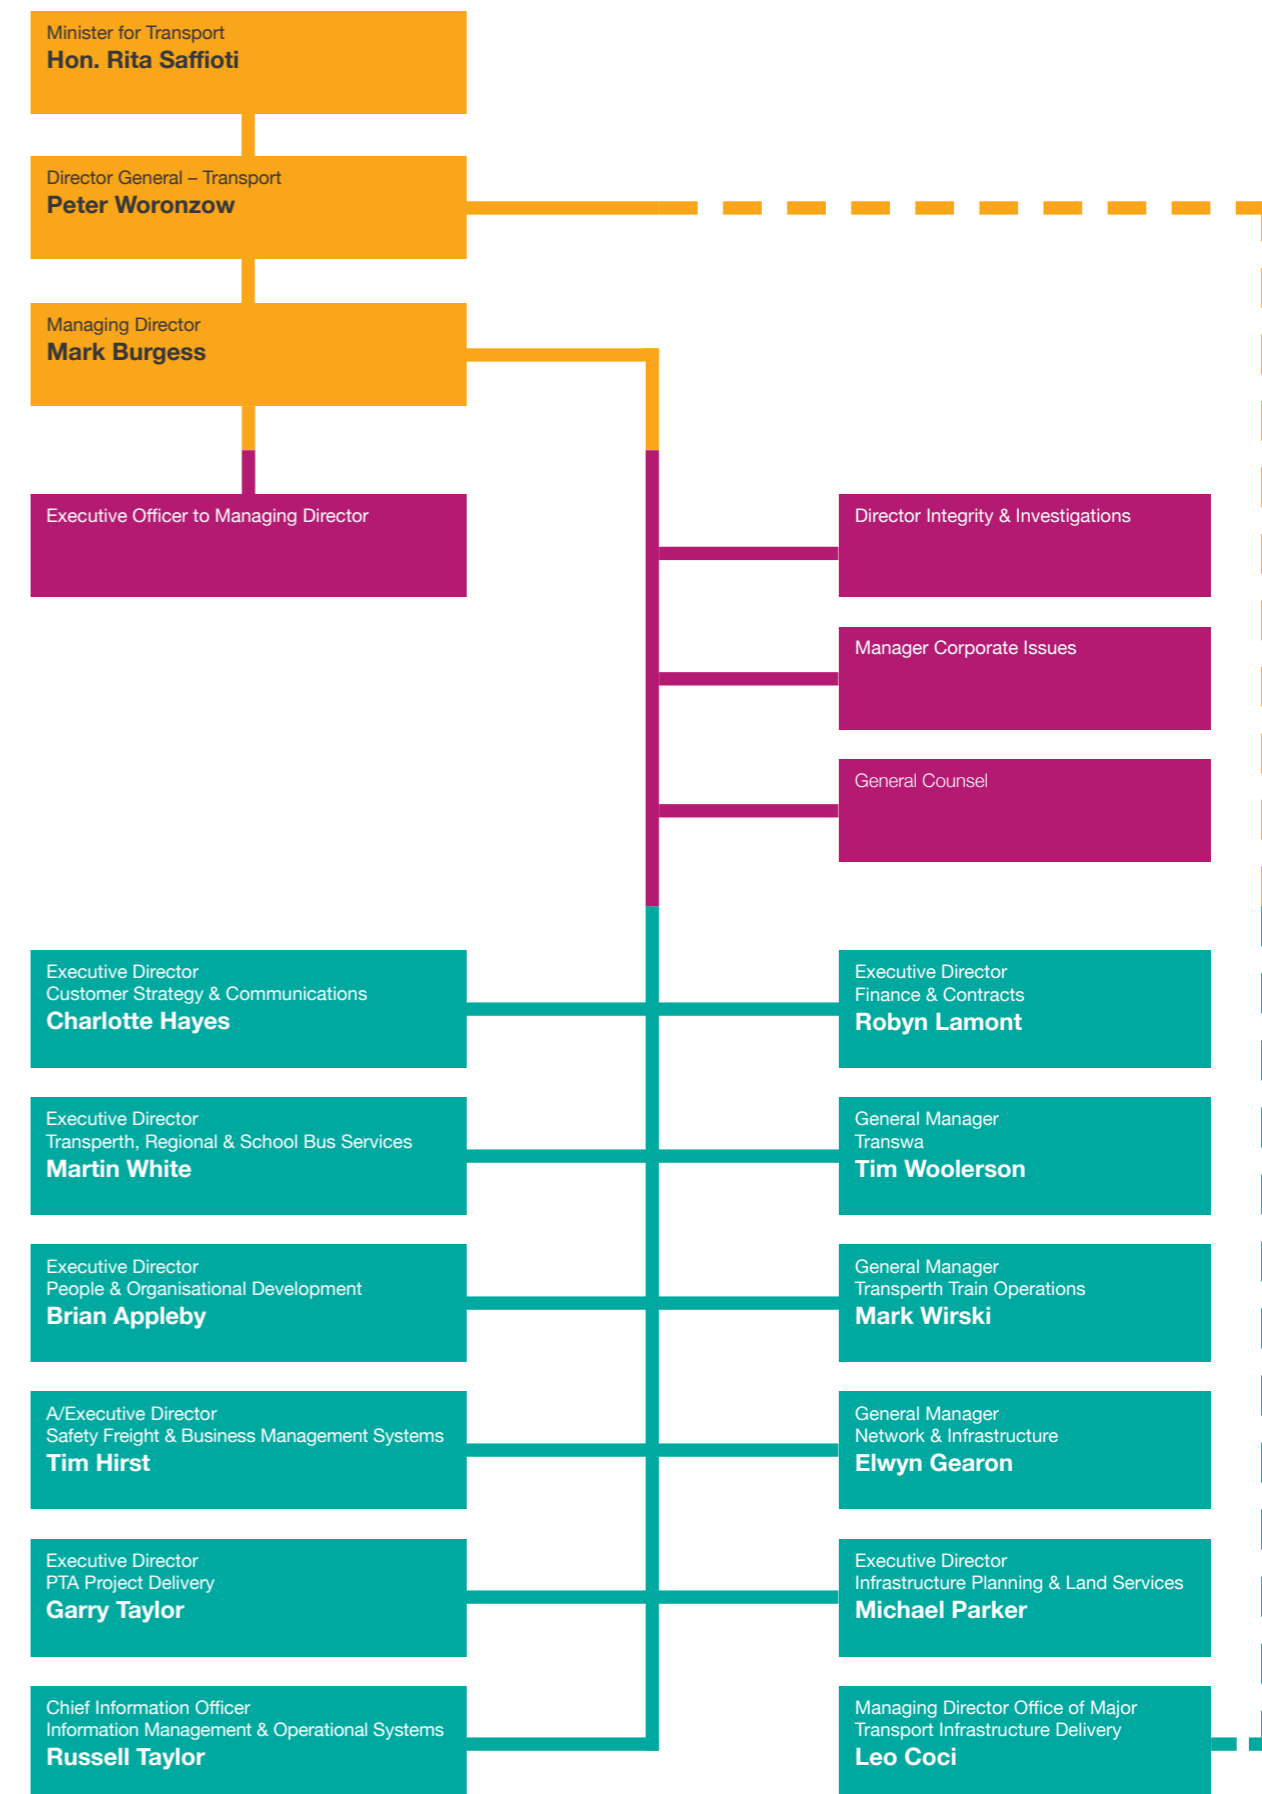 Minister for Transport
Hon. Rita Saffioti
Director General – Transport
Peter Woronzow
Managing Director
Mark Burgess
Executive Officer to Managing Director
Director Integrity & Investigations
Manager Corporate Issues
General Counsel
Executive Director
Customer Strategy & Communications
Charlotte Hayes
Executive Director
Finance & Contracts
Robyn Lamont
Executive Director
Transperth, Regional & School Bus Services
Martin White
General Manager
Transwa
Tim Woolerson
Executive Director
People & Organisational Development
Brian Appleby
General Manager
Transperth Train Operations
Mark Wirski
A/Executive Director
Safety Freight & Business Management Systems
Tim Hirst
General Manager
Network & Infrastructure
Elwyn Gearon
Executive Director
PTA Project Delivery
Garry Taylor
Executive Director
Infrastructure Planning & Land Services
Michael Parker
Chief Information Officer
Information Management & Operational Systems
Russell Taylor
Managing Director Office of Major
Transport Infrastructure Delivery
Leo Coci